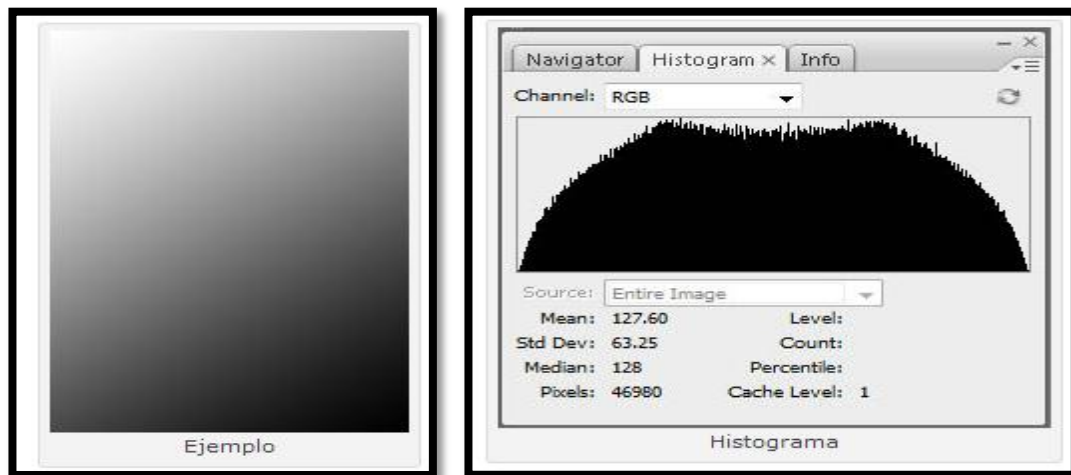 Ejemplo
Navigator Histogram × Info
Channel: RGB
Source: Entire Image
Mean: 127.60 Level:
Std Dev: 63.25 Count:
Median: 128 Percentile:
Pixels: 46980 Cache Level: 1
Histograma